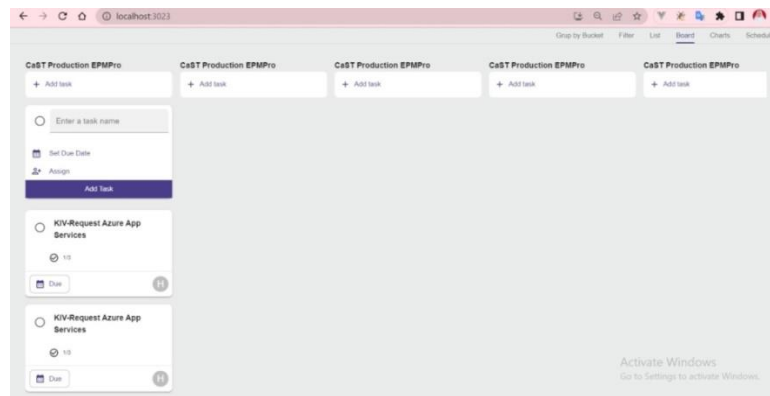 localhost:3023
Grop by Bucket Filter List Board Charts Schedul
CaST Production EPMPro CaST Production EPMPro CaST Production EPMPro CaST Production EPMPro CaST Production EPMPro
+ Add task + Add task + Add task + Add task + Add task
Enter a task name
Set Due Date
Assign
Add Task
KIV-Request Azure App
Services
1/3
Due H
KIV-Request Azure App
Services
1/3
Due H
Activate Windows
Go to Settings to activate Windows.